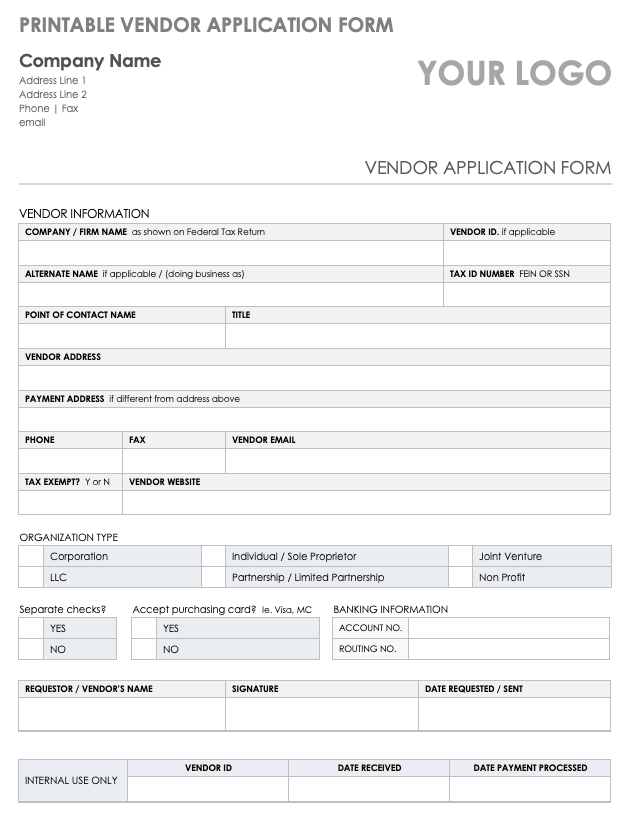 PRINTABLE VENDOR APPLICATION FORM
Company Name
YOUR LOGO
Address Line 1
Address Line 2
Phone | Fax
email
VENDOR APPLICATION FORM
VENDOR INFORMATION
COMPANY / FIRM NAME as shown on Federal Tax Return VENDOR ID. if applicable
ALTERNATE NAME if applicable / (doing business as) TAX ID NUMBER FEIN OR SSN
POINT OF CONTACT NAME TITLE
VENDOR ADDRESS
PAYMENT ADDRESS if different from address above
PHONE FAX VENDOR EMAIL
TAX EXEMPT? Y or N VENDOR WEBSITE
ORGANIZATION TYPE
Corporation Individual / Sole Proprietor Joint Venture
LLC Partnership / Limited Partnership Non Profit
Separate checks? Accept purchasing card? Ie. Visa, MC BANKING INFORMATION
YES YES ACCOUNT NO.
NO NO ROUTING NO.
REQUESTOR / VENDOR'S NAME SIGNATURE DATE REQUESTED / SENT
INTERNAL USE ONLY VENDOR ID DATE RECEIVED DATE PAYMENT PROCESSED